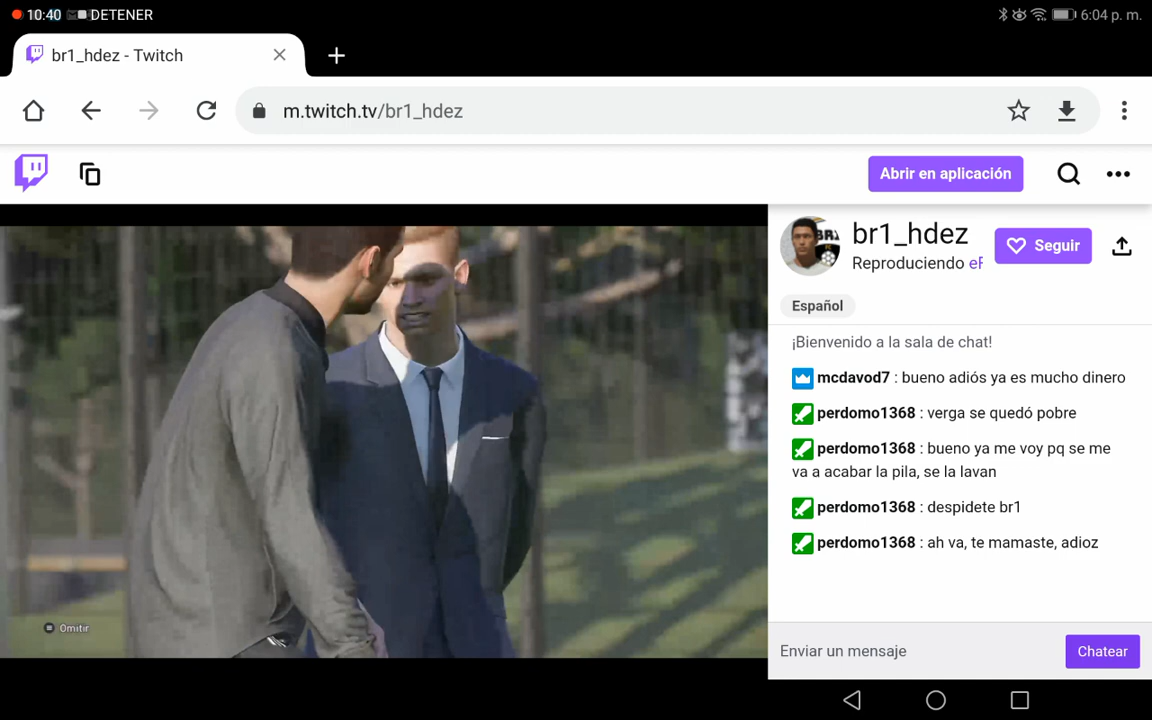 10:40 DETENER 6:04 p. m.
br1_hdez - Twitch
m.twitch.tv/br1_hdez
Abrir en aplicación
br1_hdez
Seguir
Reproduciendo eF
Español
¡Bienvenido a la sala de chat!
mcdavod7 : bueno adiós ya es mucho dinero
perdomo1368 : verga se quedó pobre
perdomo1368 : bueno ya me voy pq se me
va a acabar la pila, se la lavan
perdomo1368 : despidete br1
perdomo1368 : ah va, te mamaste, adioz
Omitir
Enviar un mensaje
Chatear